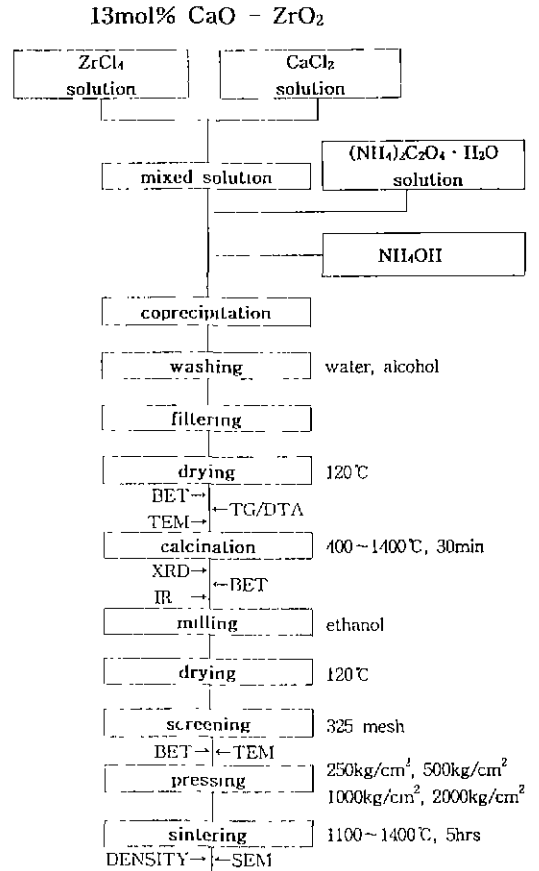 13mol% CaO - ZrO₂
ZrCl₄
solution
CaCl₂
solution
mixed solution
(NH₄)₂C₂O₄ · H₂O
solution
NH₄OH
coprecipitation
washing
water, alcohol
filtering
drying
120℃
BET→
←TG/DTA
TEM→
calcination
400~1400℃, 30min
XRD→
←BET
IR →
milling
ethanol
drying
120℃
screening
325 mesh
BET→ ←TEM
pressing
250kg/cm², 500kg/cm²
1000kg/cm², 2000kg/cm²
sintering
1100~1400℃, 5hrs
DENSITY→ ←SEM